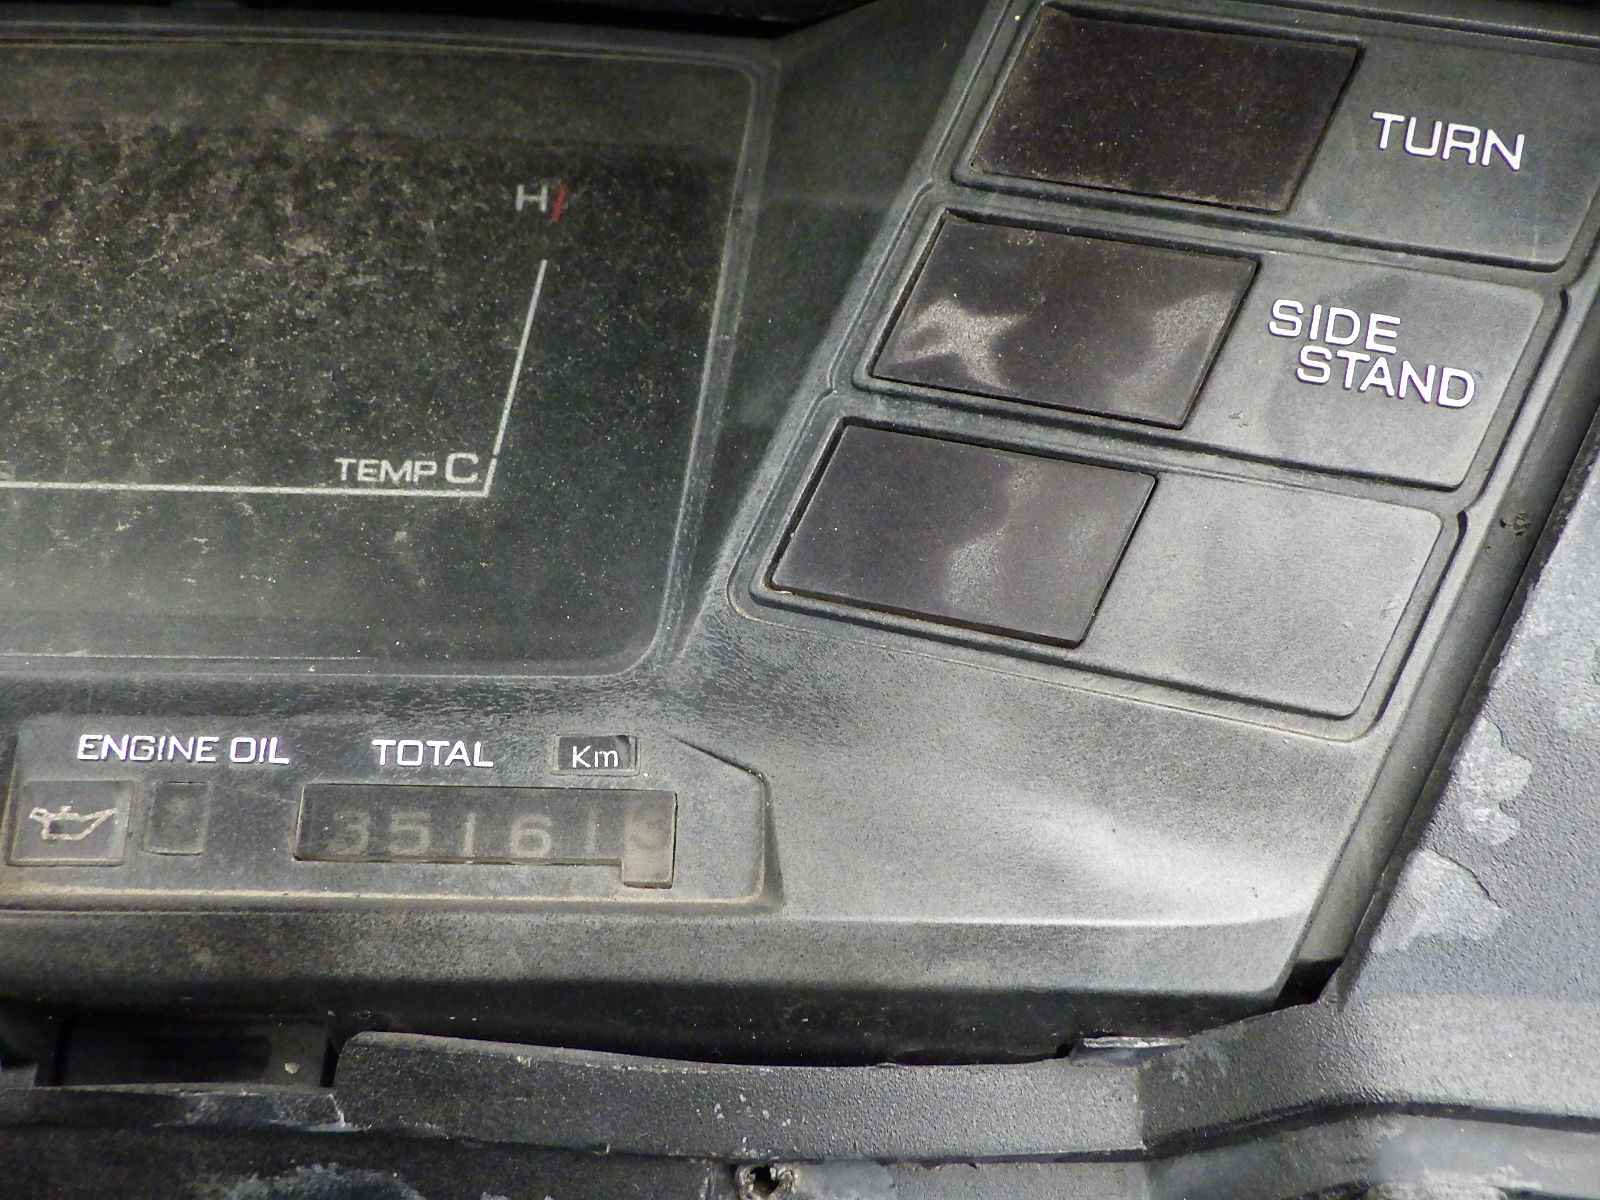 TURN
H
SIDE
STAND
TEMP C
ENGINE OIL TOTAL Km
35161